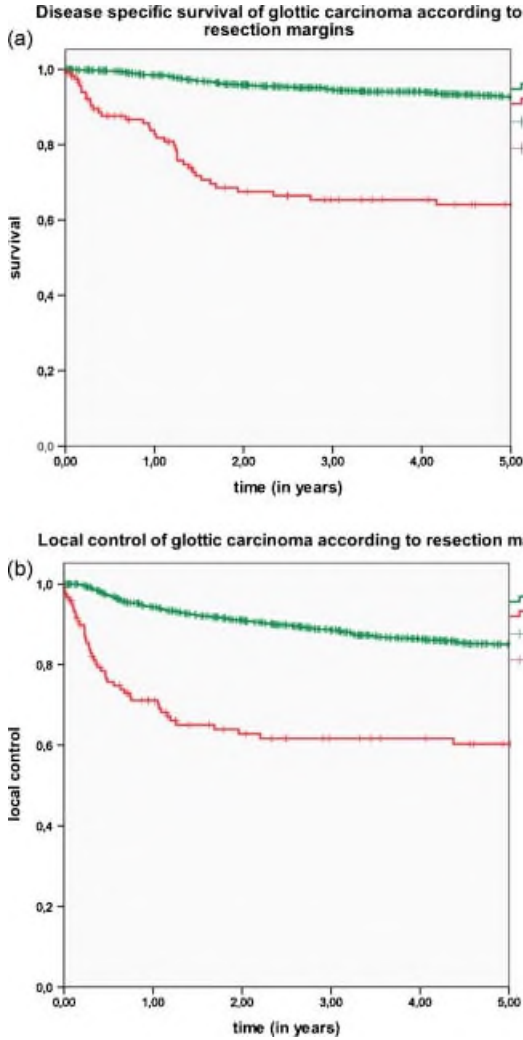 Disease specific survival of glottic carcinoma according to
resection margins
(a)
1,0
0,8
0,6
0,4
0,2
0,0
survival
0,00 1,00 2,00 3,00 4,00 5,00
time (in years)
Local control of glottic carcinoma according to resection m
(b)
1,0
0,8
0,6
0,4
0,2
0,0
local control
0,00 1,00 2,00 3,00 4,00 5,00
time (in years)